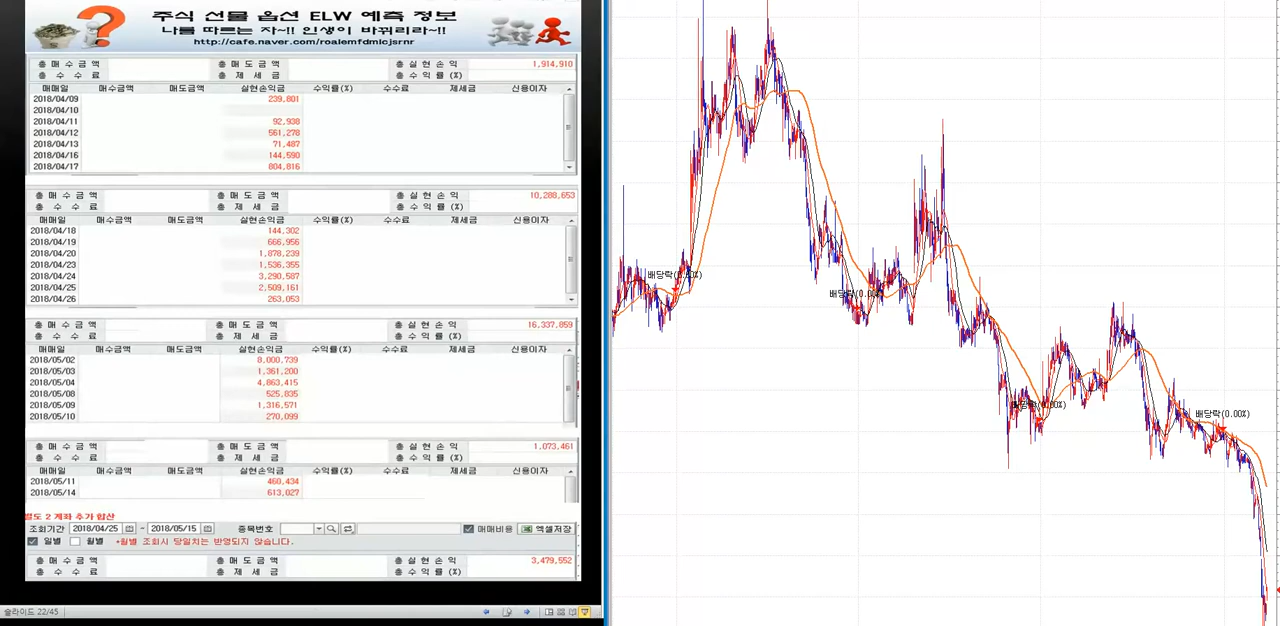 주식 선물 옵션 ELW 예측 정보
나를 따르는 자~!! 인생이 바뀌리라~!!
http://cafe.naver.com/roalemfdmlcjsrnr
총 매 수 금 액 총 매 도 금 액 총 실 현 손 익 1,914,910
총 수 수 료 총 제 세 금 총 수 익 률 (%)
매매일 매수금액 매도금액 실현손익금 수익률(%) 수수료 제세금 신용이자
2018/04/09 239,801
2018/04/10
2018/04/11 92,938
2018/04/12 561,278
2018/04/13 71,487
2018/04/16 144,590
2018/04/17 804,816
총 매 수 금 액 총 매 도 금 액 총 실 현 손 익 10,288,653
총 수 수 료 총 제 세 금 총 수 익 률 (%)
매매일 매수금액 매도금액 실현손익금 수익률(%) 수수료 제세금 신용이자
2018/04/18 144,302
2018/04/19 666,956
2018/04/20 1,878,239
2018/04/23 1,536,355
2018/04/24 3,290,587
2018/04/25 2,509,161
2018/04/26 263,053
총 매 수 금 액 총 매 도 금 액 총 실 현 손 익 16,337,859
총 수 수 료 총 제 세 금 총 수 익 률 (%)
매매일 매수금액 매도금액 실현손익금 수익률(%) 수수료 제세금 신용이자
2018/05/02 8,000,739
2018/05/03 1,361,200
2018/05/04 4,863,415
2018/05/08 525,835
2018/05/09 1,316,571
2018/05/10 270,099
총 매 수 금 액 총 매 도 금 액 총 실 현 손 익 1,073,461
총 수 수 료 총 제 세 금 총 수 익 률 (%)
매매일 매수금액 매도금액 실현손익금 수익률(%) 수수료 제세금 신용이자
2018/05/11 460,434
2018/05/14 613,027
별도 2 계좌 추가 합산
조회기간 2018/04/25 ~ 2018/05/15 종목번호 매매비용 엑셀저장
일별 월별 *월별 조회시 당일치는 반영되지 않습니다.
총 매 수 금 액 총 매 도 금 액 총 실 현 손 익 3,479,552
총 수 수 료 총 제 세 금 총 수 익 률 (%)
슬라이드 22/45
배당락(0.00%)
배당락(0.00%)
배당락(0.00%)
배당락(0.00%)